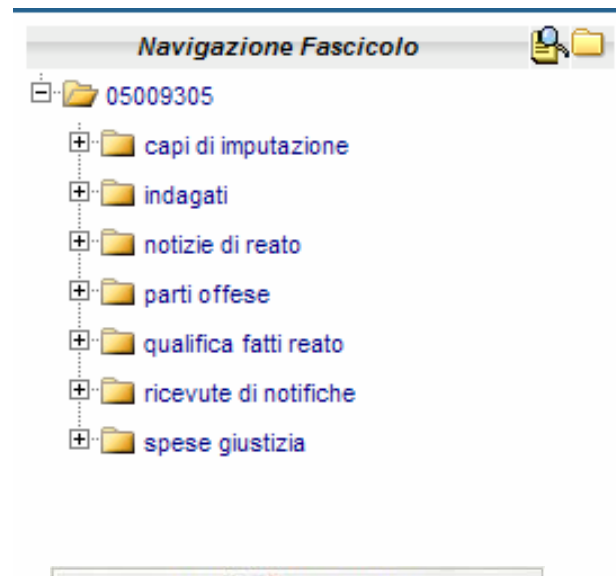 Navigazione Fascicolo
05009305
capi di imputazione
indagati
notizie di reato
parti offese
qualifica fatti reato
ricevute di notifiche
spese giustizia